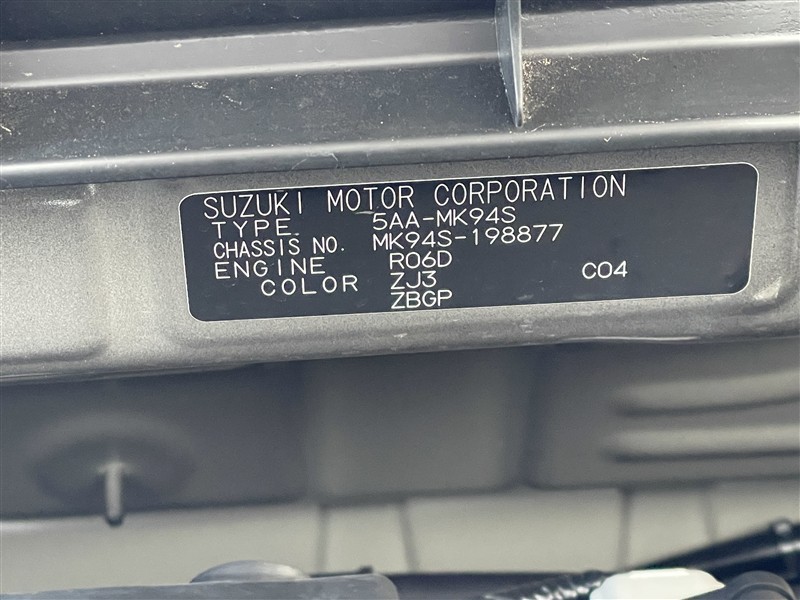 SUZUKI MOTOR CORPORATION
TYPE 5AA-MK94S
CHASSIS NO. MK94S-198877
ENGINE R06D
COLOR ZJ3 C04
ZBGP